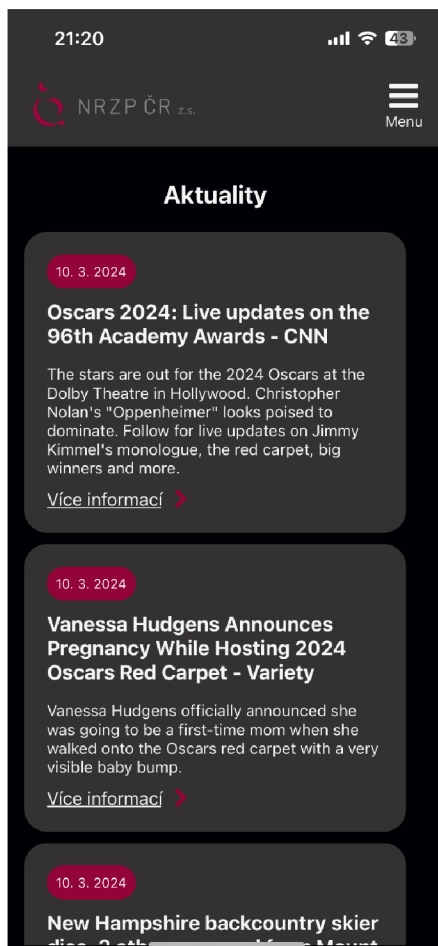 21:20
43
NRZP ČR z.s.
Menu
Aktuality
10. 3. 2024
Oscars 2024: Live updates on the
96th Academy Awards - CNN
The stars are out for the 2024 Oscars at the
Dolby Theatre in Hollywood. Christopher
Nolan's "Oppenheimer" looks poised to
dominate. Follow for live updates on Jimmy
Kimmel's monologue, the red carpet, big
winners and more.
Více informací
10. 3. 2024
Vanessa Hudgens Announces
Pregnancy While Hosting 2024
Oscars Red Carpet - Variety
Vanessa Hudgens officially announced she
was going to be a first-time mom when she
walked onto the Oscars red carpet with a very
visible baby bump.
Více informací
10. 3. 2024
New Hampshire backcountry skier